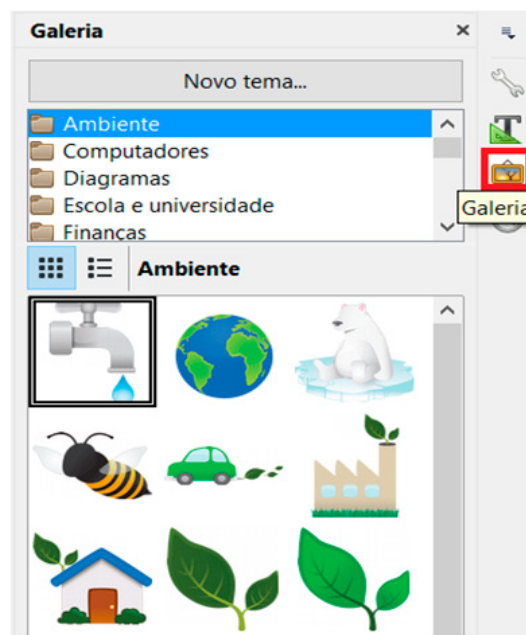 Galeria
Novo tema...
Ambiente
Computadores
Diagramas
Escola e universidade
Finanças
Galeria
Ambiente